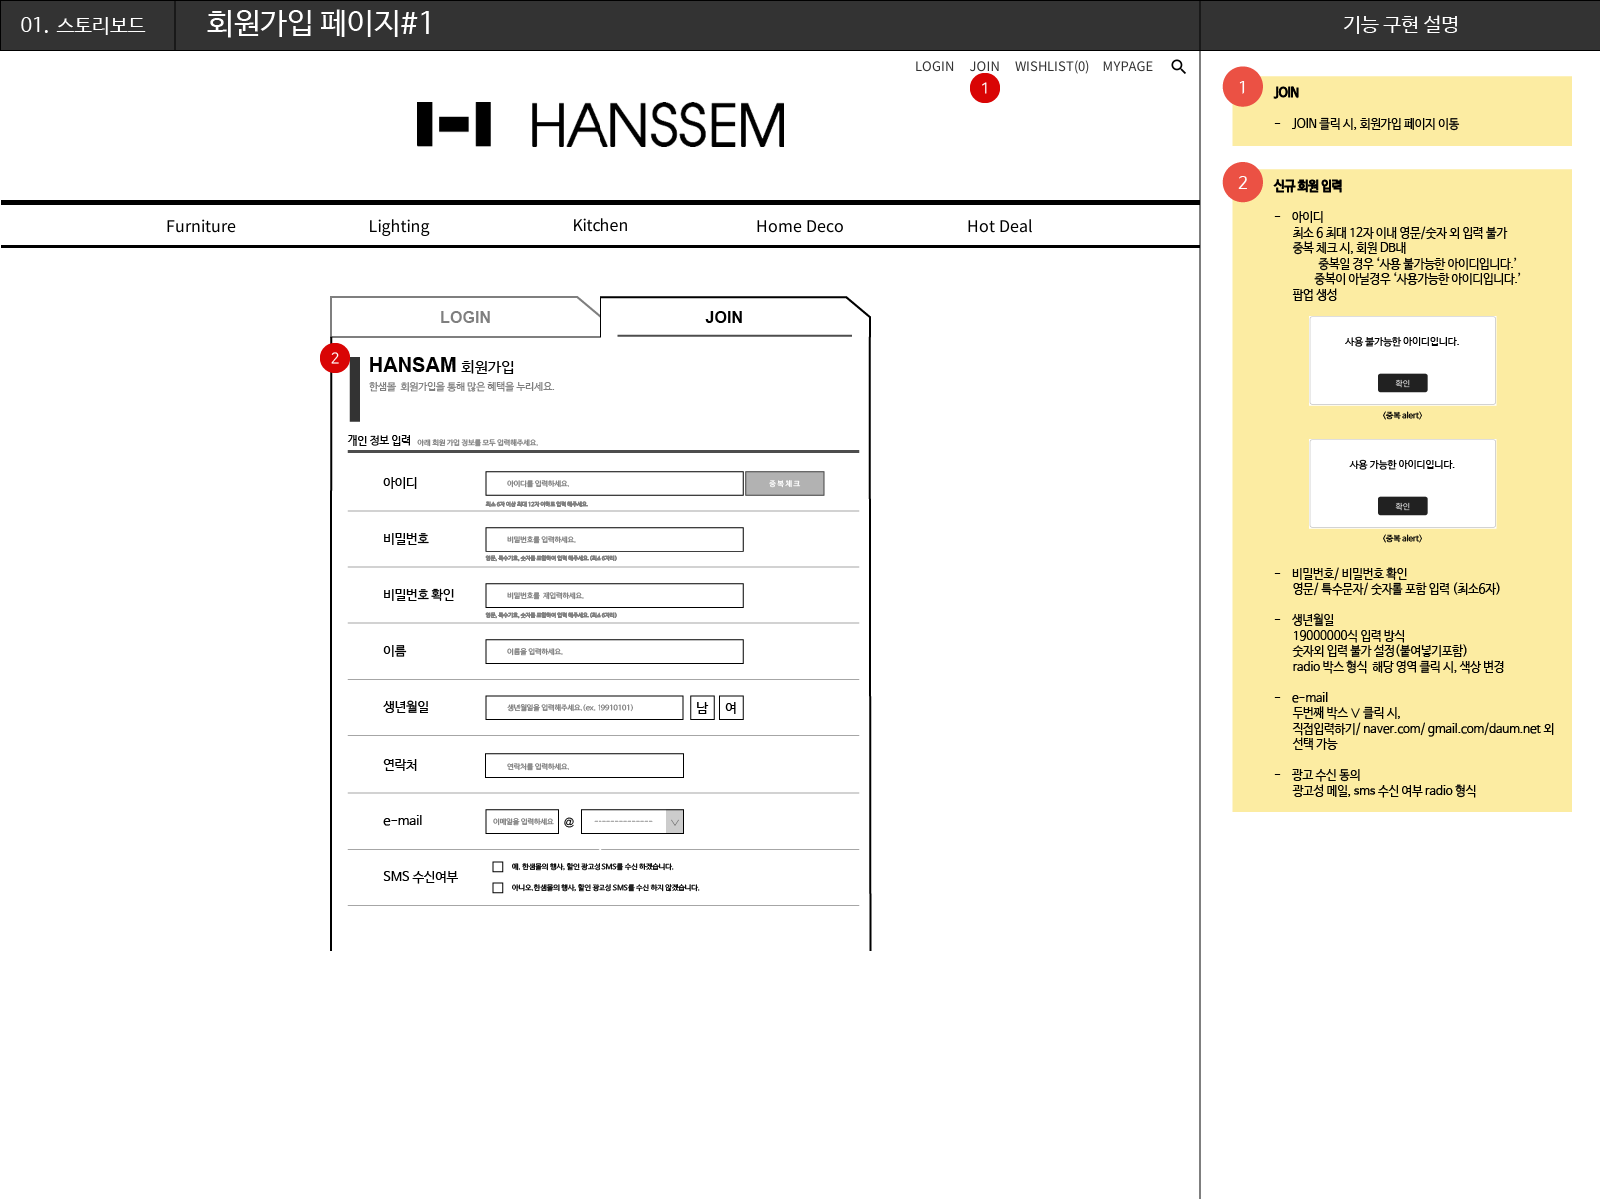 01. 스토리보드
회원가입 페이지#1
기능 구현 설명
LOGIN JOIN WISHLIST(0) MYPAGE
1
HANSSEM
Furniture Lighting Kitchen Home Deco Hot Deal
LOGIN
JOIN
2
HANSAM 회원가입
한샘몰 회원가입을 통해 많은 혜택을 누리세요.
개인 정보 입력 아래 회원 가입 정보를 모두 입력해주세요.
아이디 아이디를 입력하세요. 중복체크
최소 6자 이상 최대 12자 이하로 입력 해주세요.
비밀번호 비밀번호를 입력하세요.
영문, 특수기호, 숫자를 포함하여 입력 해주세요. (최소 6자리)
비밀번호 확인 비밀번호를 재입력하세요.
영문, 특수기호, 숫자를 포함하여 입력 해주세요. (최소 6자리)
이름 이름을 입력하세요.
생년월일 생년월일을 입력해주세요.(ex. 19910101) 남 여
연락처 연락처를 입력하세요.
e-mail 이메일을 입력하세요 @ -------------- V
SMS 수신여부
예, 한샘몰의 행사, 할인 광고성 SMS를 수신 하겠습니다.
아니오.한샘몰의 행사, 할인 광고성 SMS를 수신 하지 않겠습니다.
1
JOIN
- JOIN 클릭 시, 회원가입 페이지 이동
2
신규 회원 입력
- 아이디
최소 6 최대 12자 이내 영문/숫자 외 입력 불가
중복 체크 시, 회원 DB내
중복일 경우 ‘사용 불가능한 아이디입니다.’
중복이 아닐경우 ‘사용가능한 아이디입니다.’
팝업 생성
사용 불가능한 아이디입니다.
확인
<중복 alert>
사용 가능한 아이디입니다.
확인
<중복 alert>
- 비밀번호/ 비밀번호 확인
영문/ 특수문자/ 숫자롤 포함 입력 (최소6자)
- 생년월일
19000000식 입력 방식
숫자외 입력 불가 설정(붙여넣기포함)
radio 박스 형식 해당 영역 클릭 시, 색상 변경
- e-mail
두번째 박스 ∨ 클릭 시,
직접입력하기/ naver.com/ gmail.com/daum.net 외
선택 가능
- 광고 수신 동의
광고성 메일, sms 수신 여부 radio 형식